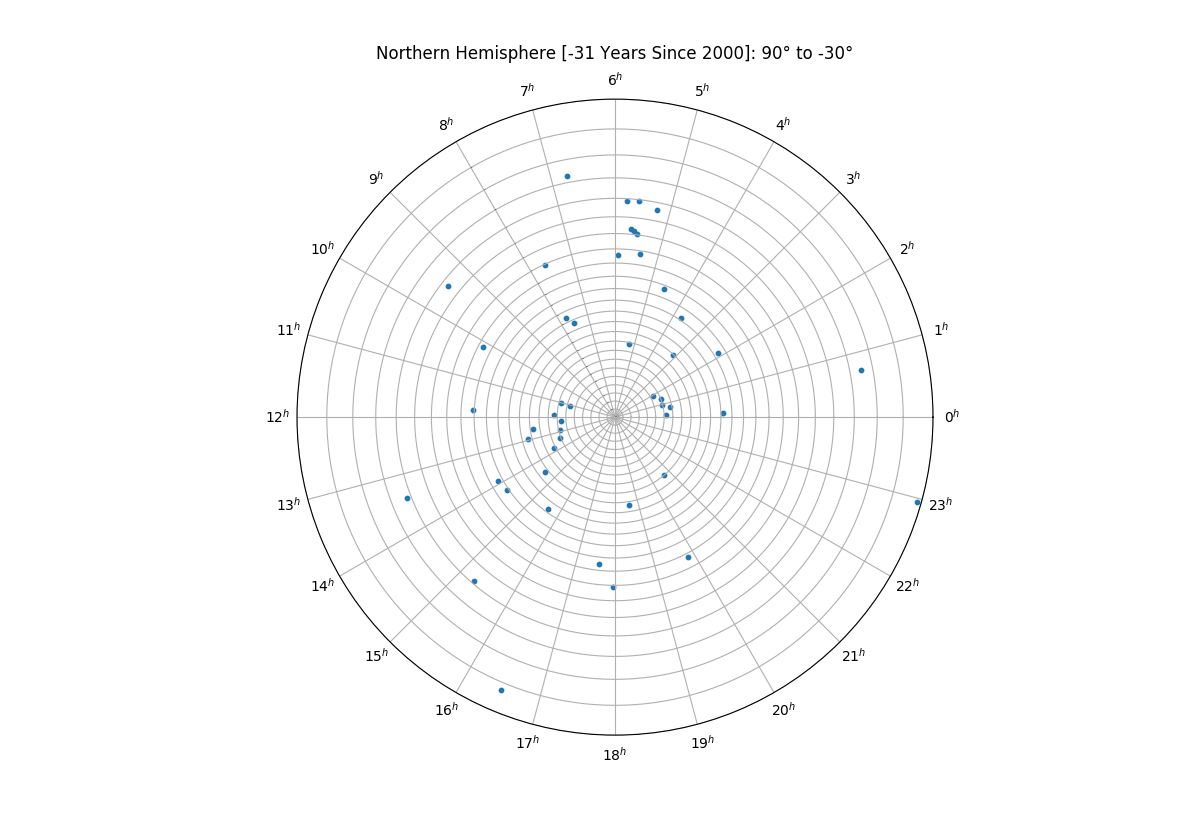 Northern Hemisphere [-31 Years Since 2000]: 90° to -30°
6ʰ
7ʰ
5ʰ
8ʰ
4ʰ
9ʰ
3ʰ
10ʰ
2ʰ
11ʰ
1ʰ
12ʰ
0ʰ
13ʰ
23ʰ
14ʰ
22ʰ
15ʰ
21ʰ
16ʰ
20ʰ
17ʰ
19ʰ
18ʰ